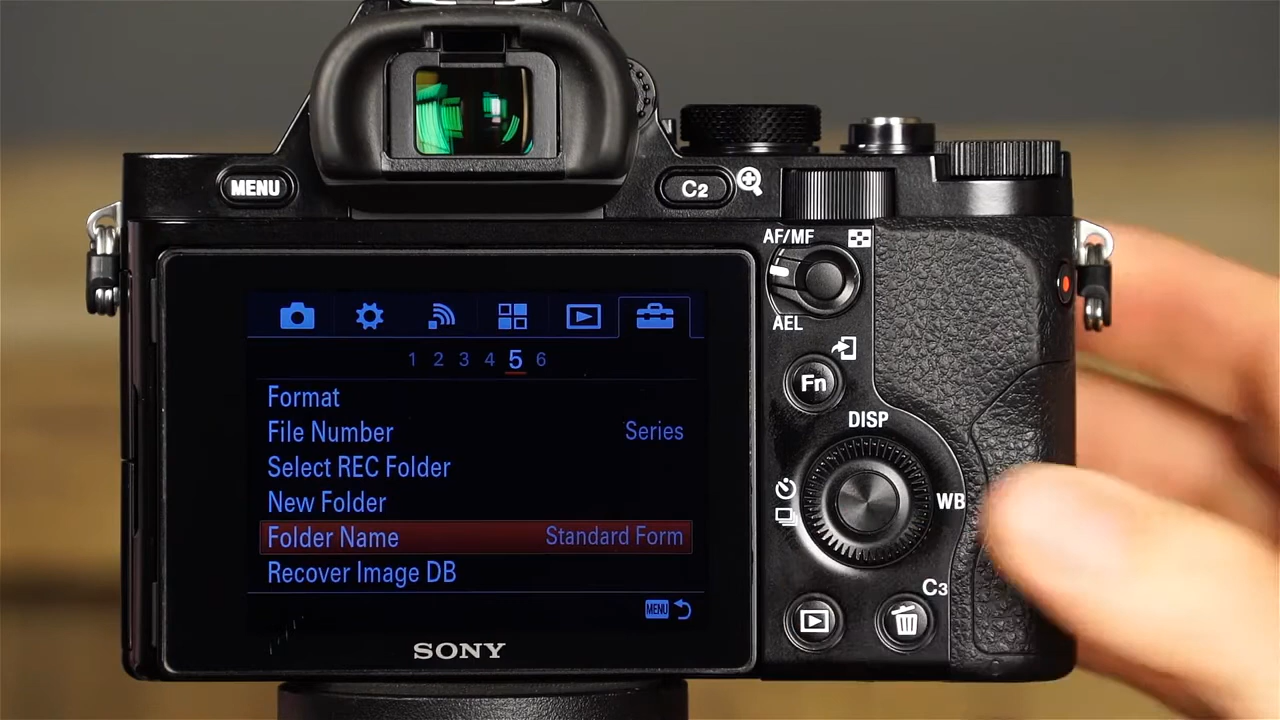 MENU
C2
AF/MF
AEL
1 2 3 4 5 6
Format
File Number Series
Select REC Folder
New Folder
Folder Name Standard Form
Recover Image DB
MENU
Fn
DISP
WB
C3
SONY